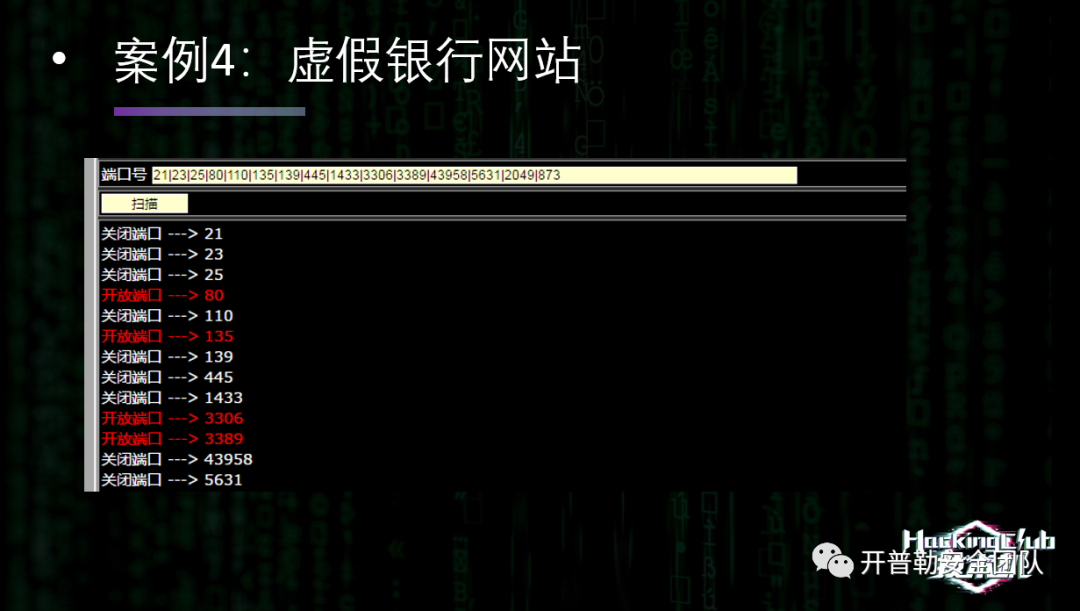 • 案例4：虚假银行网站
端口号 21|23|25|80|110|135|139|445|1433|3306|3389|43958|5631|2049|873
扫描
关闭端口 ---> 21
关闭端口 ---> 23
关闭端口 ---> 25
开放端口 ---> 80
关闭端口 ---> 110
开放端口 ---> 135
关闭端口 ---> 139
关闭端口 ---> 445
关闭端口 ---> 1433
开放端口 ---> 3306
开放端口 ---> 3389
关闭端口 ---> 43958
关闭端口 ---> 5631
HackingClub
开普勒安全团队